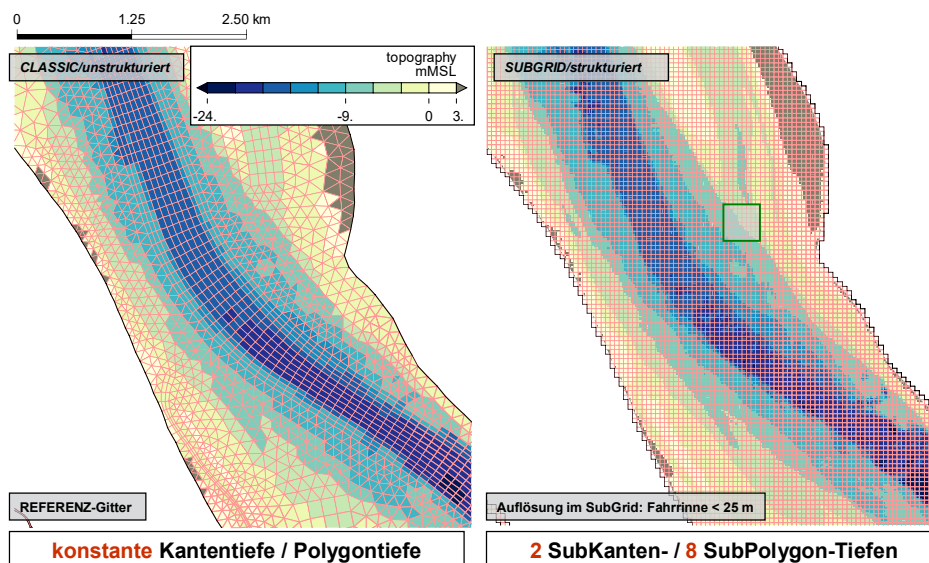 0 1.25 2.50 km
CLASSIC/unstrukturiert
topography
mMSL
-24. -9. 0 3.
SUBGRID/strukturiert
REFERENZ-Gitter
Auflösung im SubGrid: Fahrrinne < 25 m
konstante Kantentiefe / Polygontiefe
2 SubKanten- / 8 SubPolygon-Tiefen